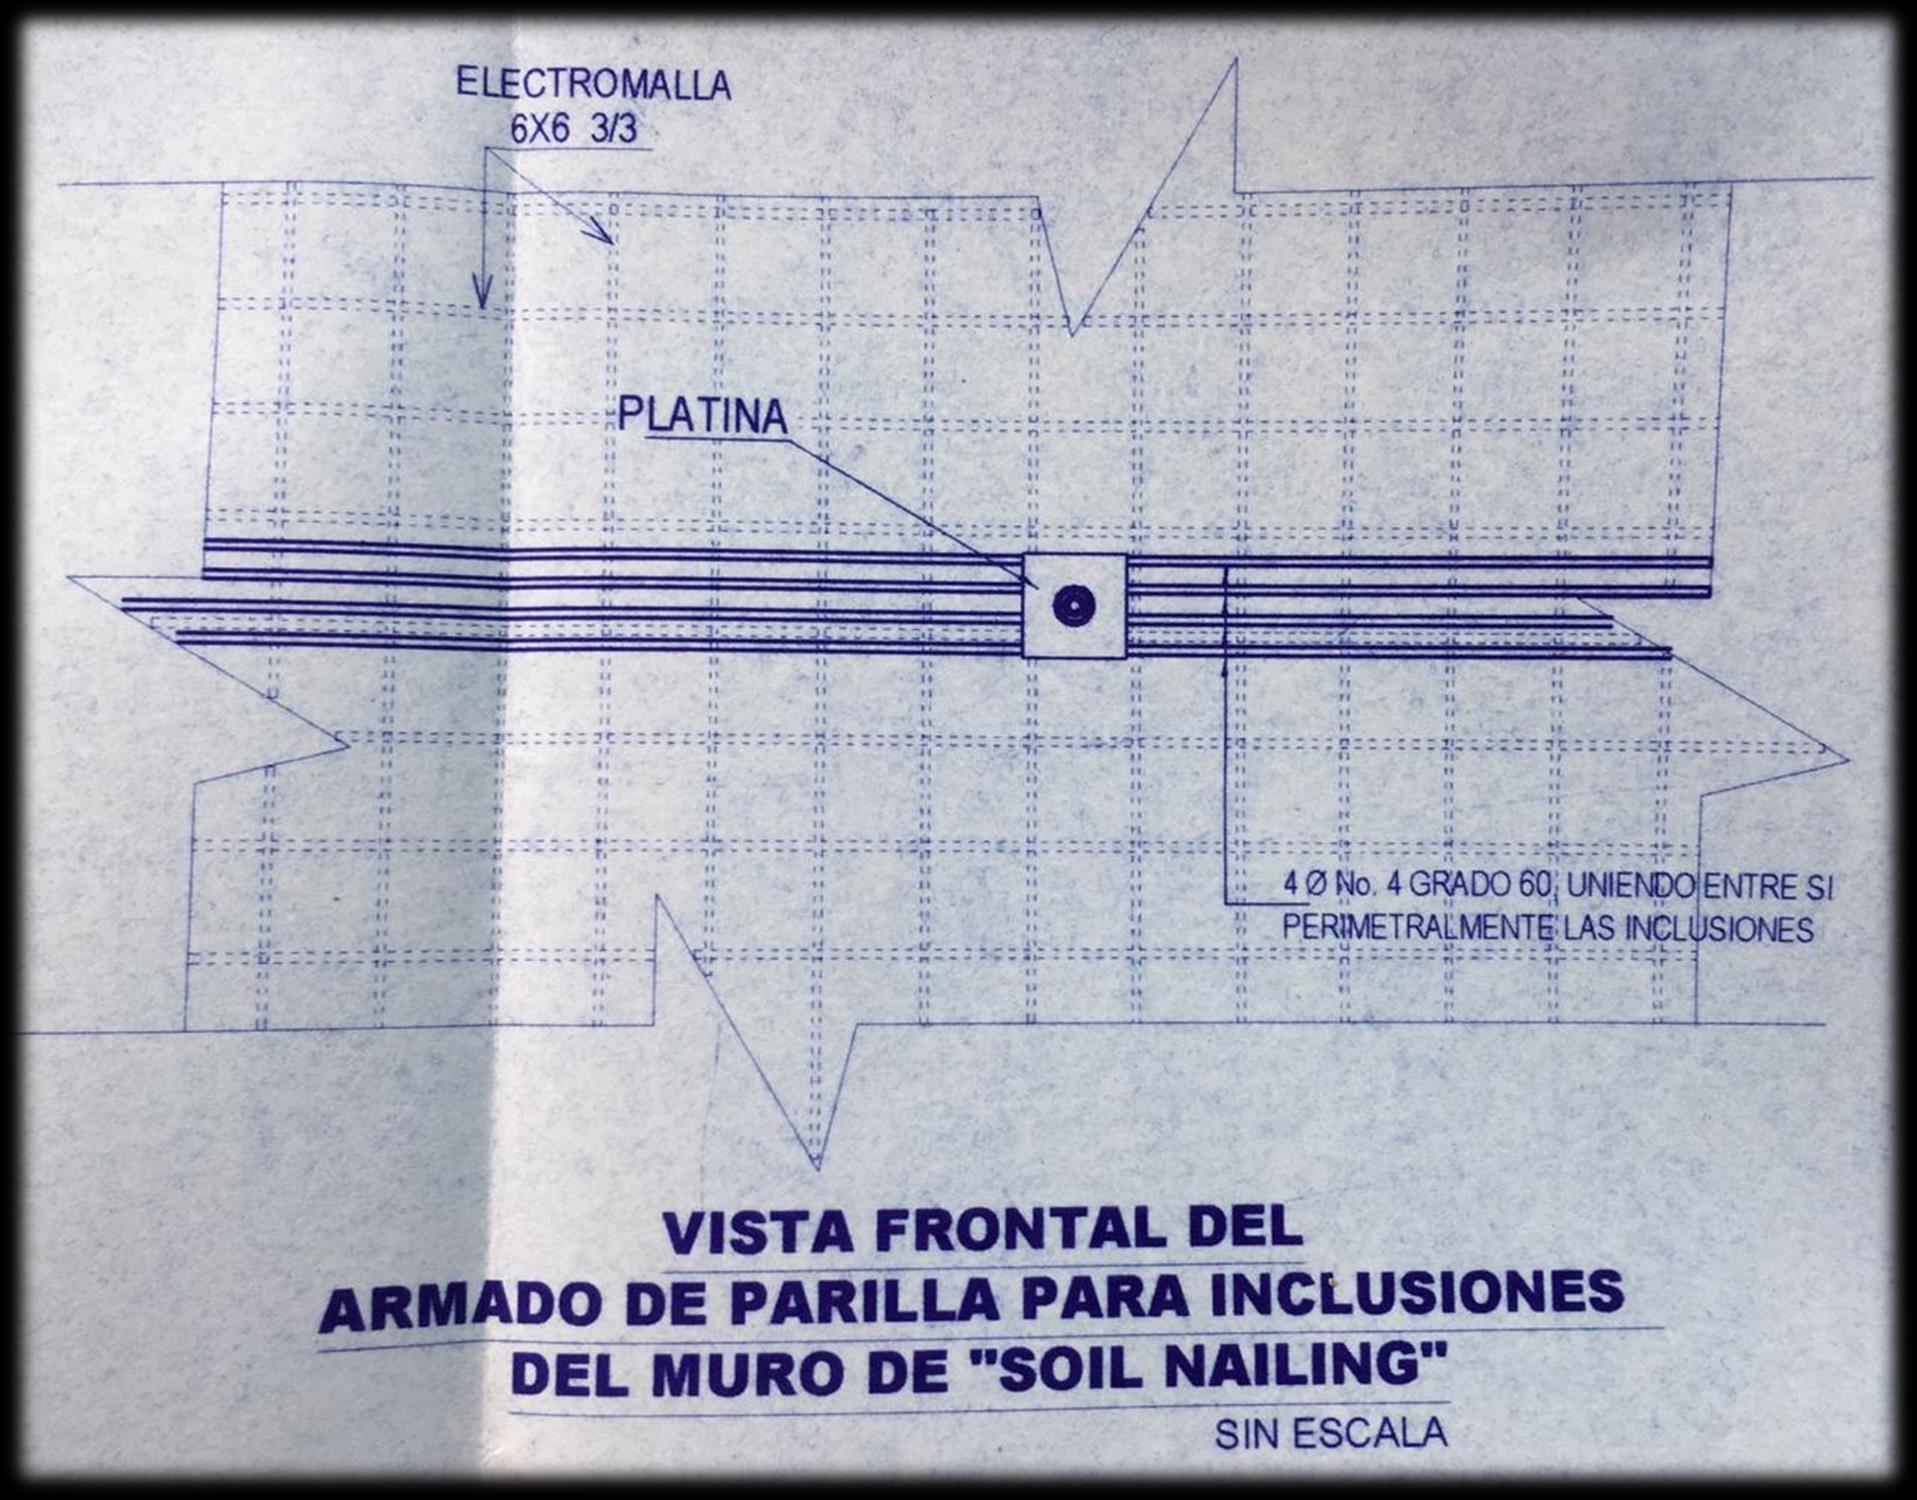 ELECTROMALLA
6X6 3/3
PLATINA
4 Ø No. 4 GRADO 60, UNIENDO ENTRE SI
PERIMETRALMENTE LAS INCLUSIONES
VISTA FRONTAL DEL
ARMADO DE PARILLA PARA INCLUSIONES
DEL MURO DE "SOIL NAILING"
SIN ESCALA